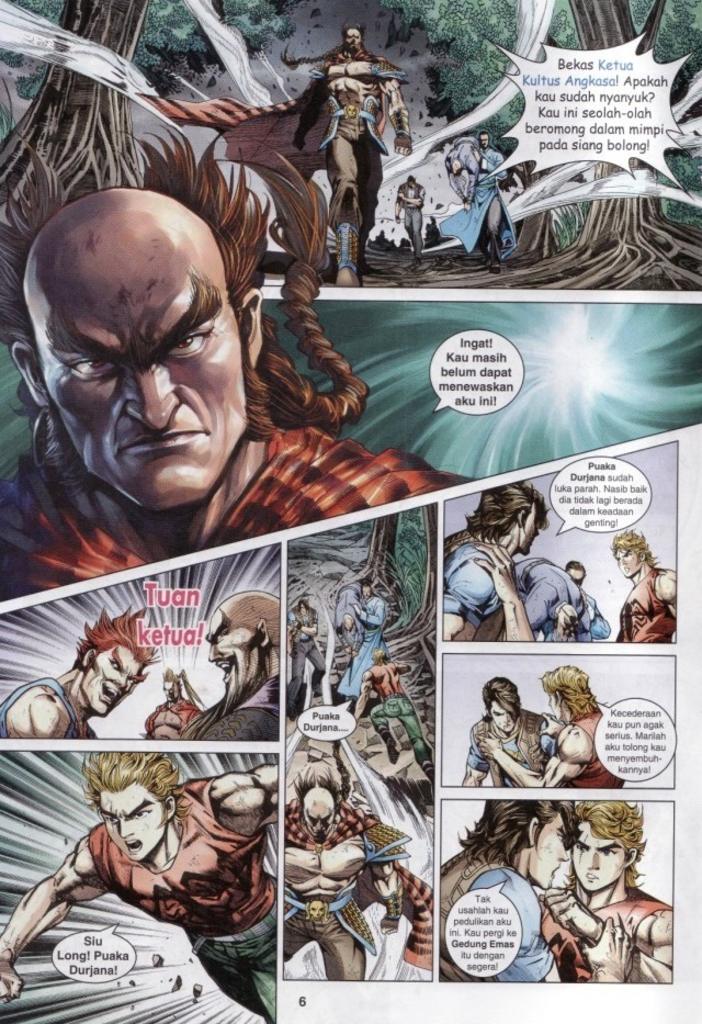 Bekas Ketua
Kultus Angkasa! Apakah
kau sudah nyanyuk?
Kau ini seolah-olah
beromong dalam mimpi
pada siang bolong!
Ingat!
Kau masih
belum dapat
menewaskan
aku ini!
Puaka
Durjana sudah
luka parah. Nasib baik
dia tidak lagi berada
dalam keadaan
genting!
Tuan
ketua!
Puaka
Durjana....
Kecederaan
kau pun agak
serius. Marilah
aku tolong kau
menyembuh-
kannya!
Siu
Long! Puaka
Durjana!
Tak
usahlah kau
pedulikan aku
ini. Kau pergi ke
Gedung Emas
itu dengan
segera!
6